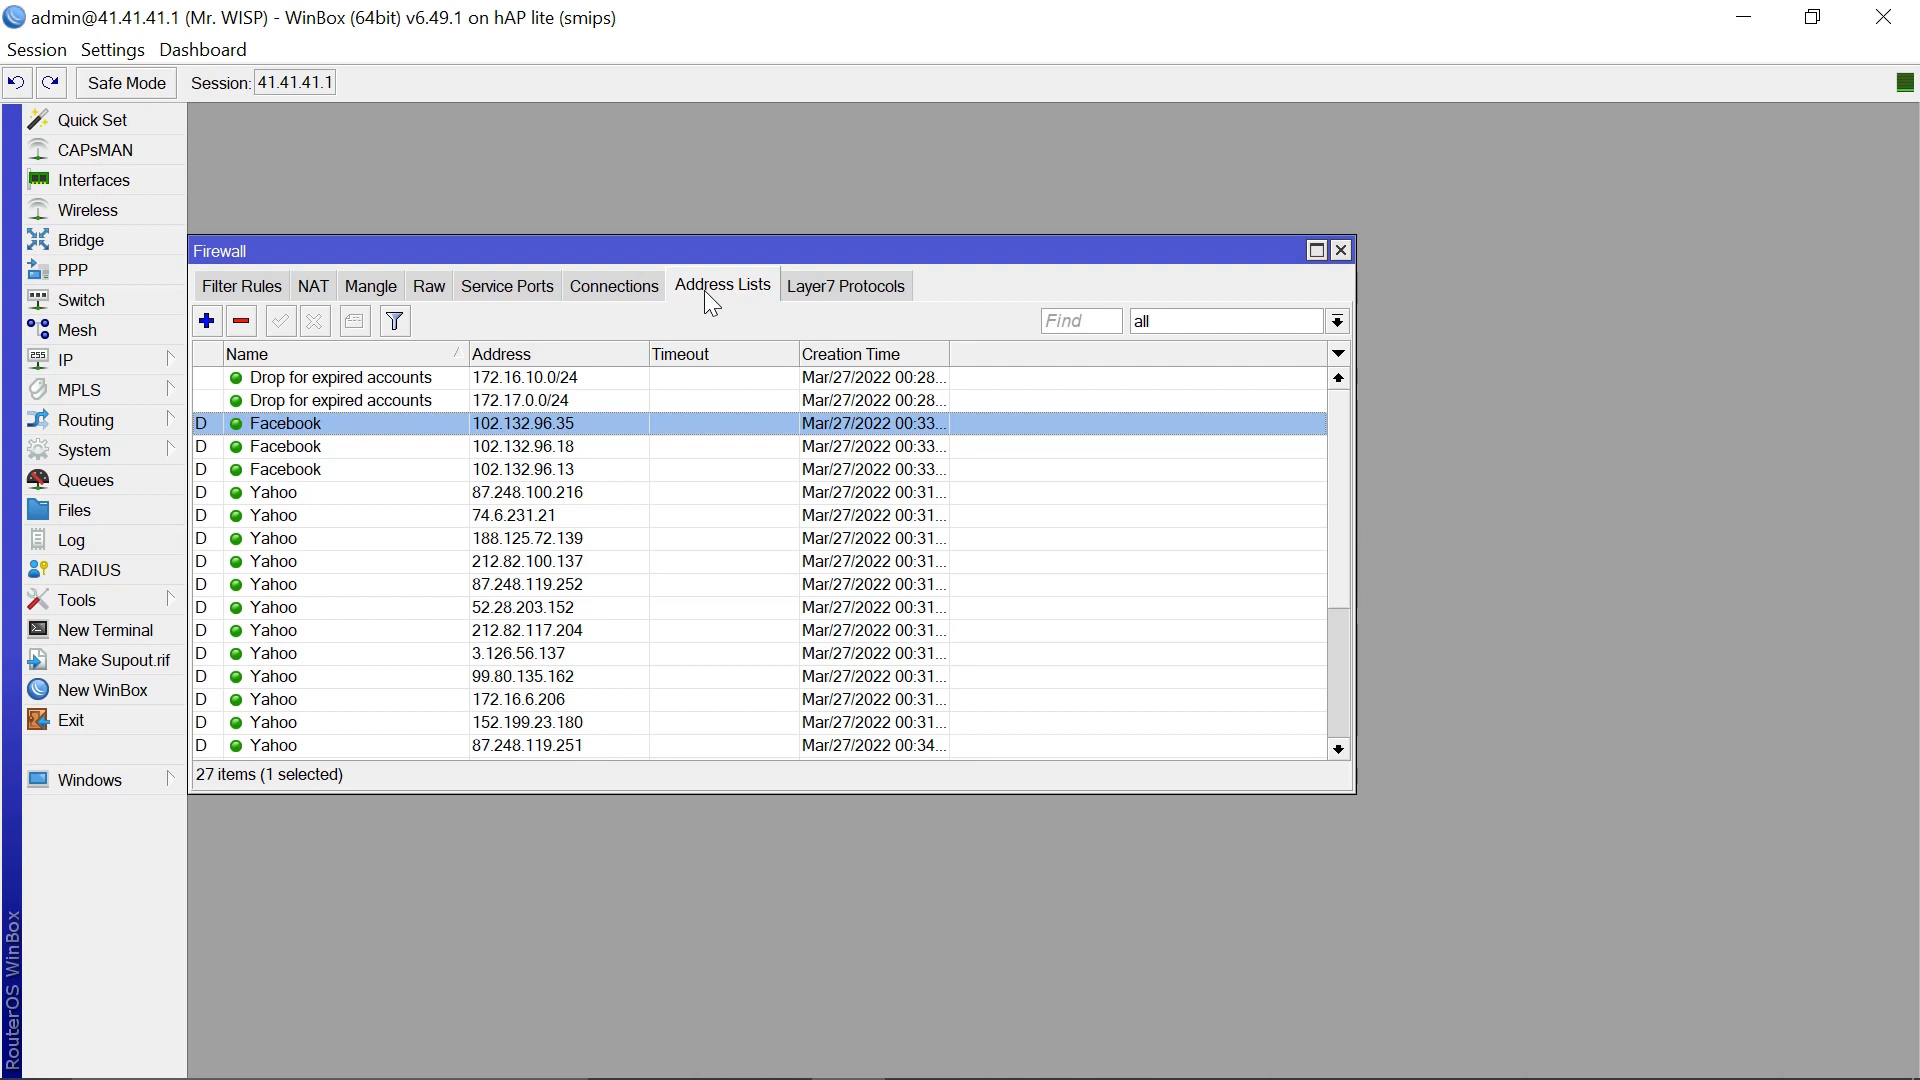 admin@41.41.41.1 (Mr. WISP) - WinBox (64bit) v6.49.1 on hAP lite (smips)
Session Settings Dashboard
Safe Mode Session: 41.41.41.1
Quick Set
CAPsMAN
Interfaces
Wireless
Bridge
PPP
Switch
Mesh
255 IP
MPLS
Routing
System
Queues
Files
Log
RADIUS
Tools
New Terminal
Make Supout.rif
New WinBox
Exit
Windows
RouterOS WinBox
Firewall
Filter Rules NAT Mangle Raw Service Ports Connections Address Lists Layer7 Protocols
Find all
Name Address Timeout Creation Time
Drop for expired accounts 172.16.10.0/24 Mar/27/2022 00:28...
Drop for expired accounts 172.17.0.0/24 Mar/27/2022 00:28...
D Facebook 102.132.96.35 Mar/27/2022 00:33...
D Facebook 102.132.96.18 Mar/27/2022 00:33...
D Facebook 102.132.96.13 Mar/27/2022 00:33...
D Yahoo 87.248.100.216 Mar/27/2022 00:31...
D Yahoo 74.6.231.21 Mar/27/2022 00:31...
D Yahoo 188.125.72.139 Mar/27/2022 00:31...
D Yahoo 212.82.100.137 Mar/27/2022 00:31...
D Yahoo 87.248.119.252 Mar/27/2022 00:31...
D Yahoo 52.28.203.152 Mar/27/2022 00:31...
D Yahoo 212.82.117.204 Mar/27/2022 00:31...
D Yahoo 3.126.56.137 Mar/27/2022 00:31...
D Yahoo 99.80.135.162 Mar/27/2022 00:31...
D Yahoo 172.16.6.206 Mar/27/2022 00:31...
D Yahoo 152.199.23.180 Mar/27/2022 00:31...
D Yahoo 87.248.119.251 Mar/27/2022 00:34...
27 items (1 selected)